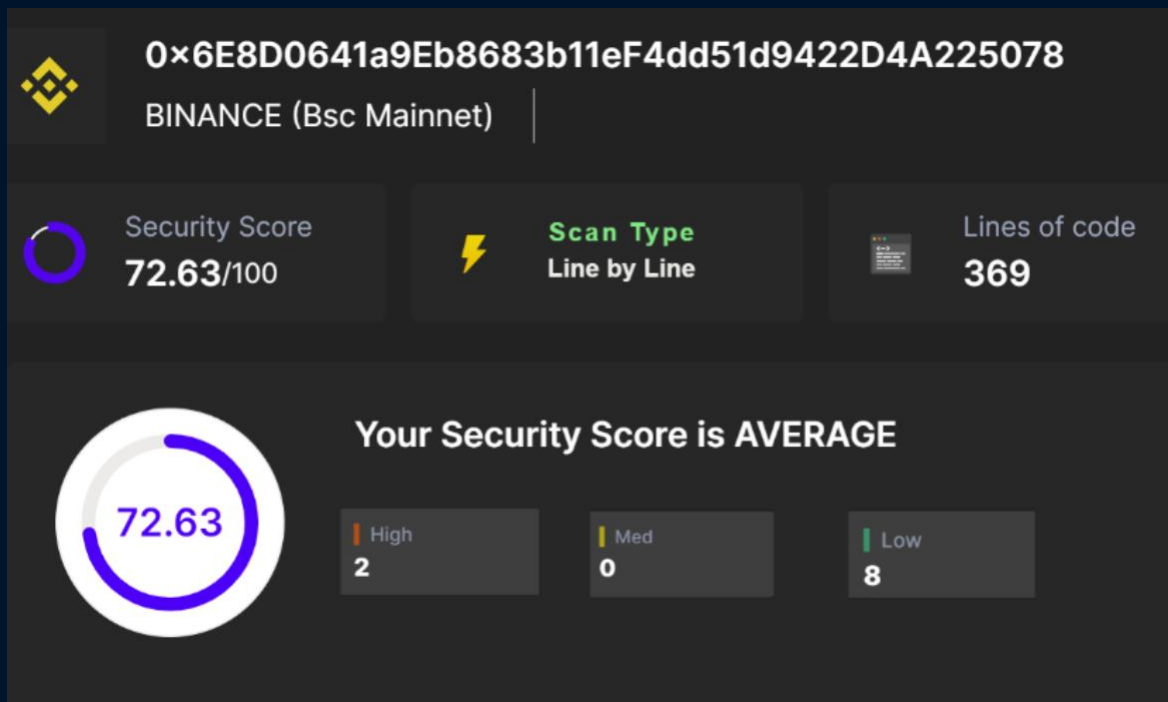 0×6E8D0641a9Eb8683b11eF4dd51d9422D4A225078
BINANCE (Bsc Mainnet)
Security Score
72.63/100
Scan Type
Line by Line
Lines of code
369
Your Security Score is AVERAGE
72.63
High
2
Med
0
Low
8